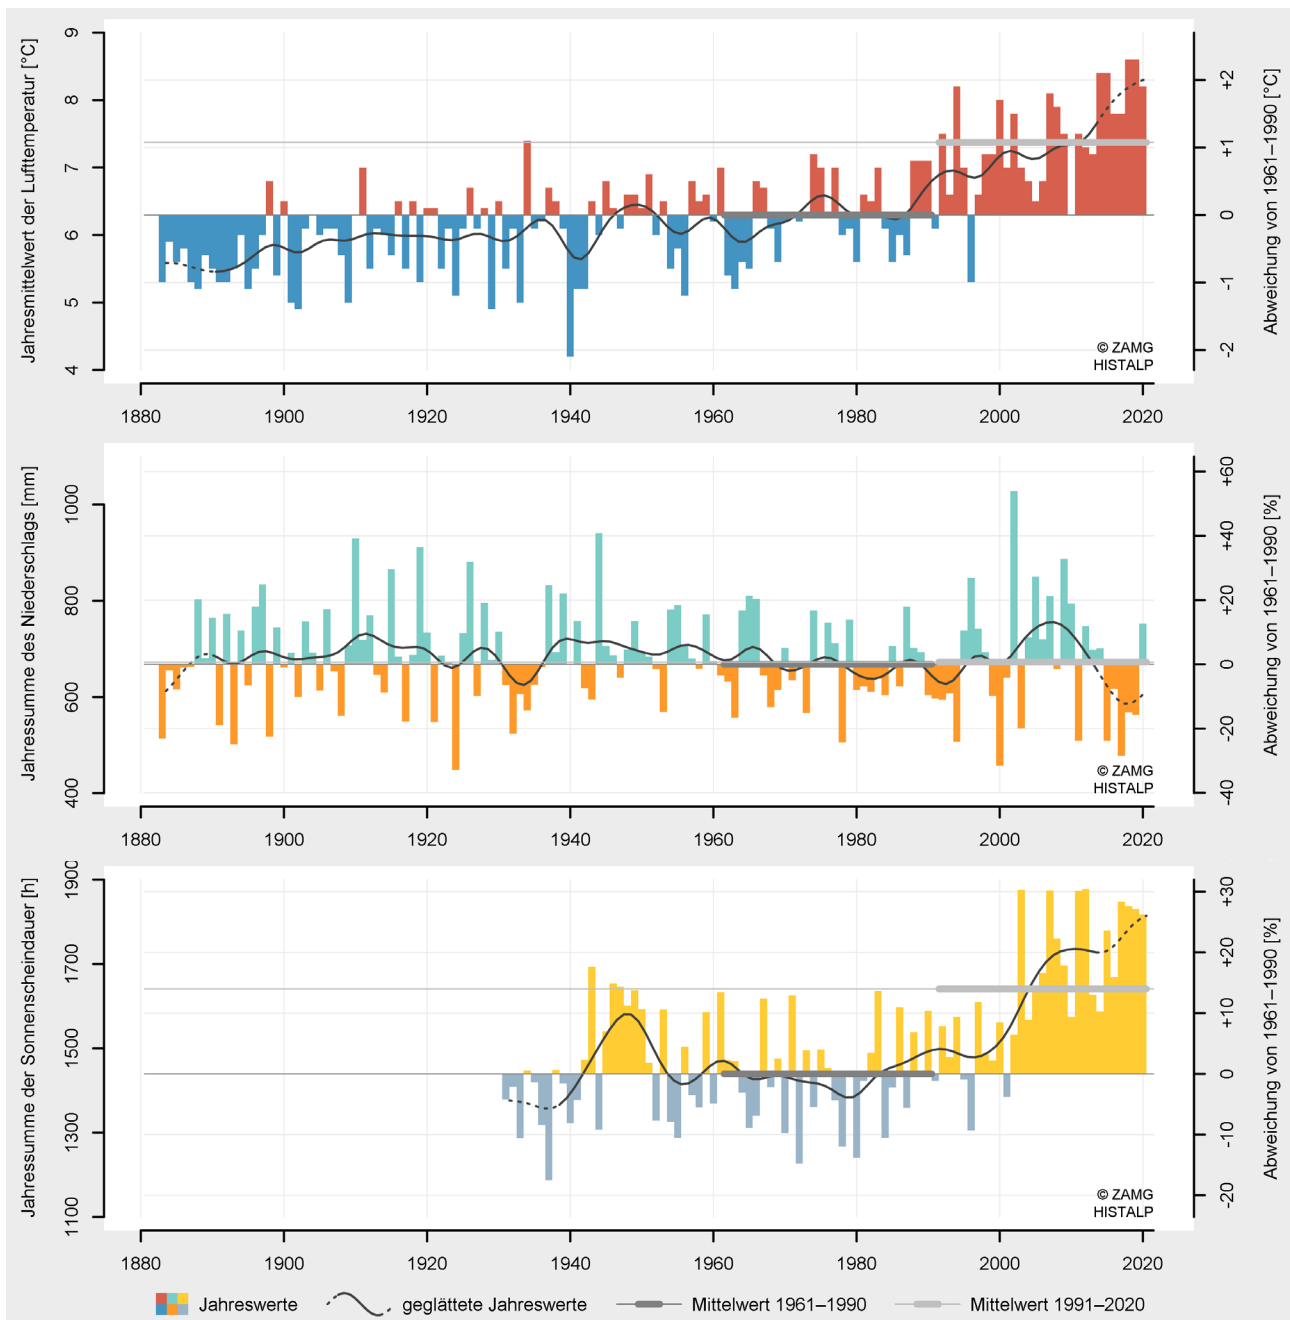 Jahresmittelwert der Lufttemperatur [°C]
9
8
7
6
5
4
+2
+1
0
-1
-2
Abweichung von 1961–1990 [°C]
© ZAMG
HISTALP
1880 1900 1920 1940 1960 1980 2000 2020
Jahressumme des Niederschlags [mm]
1000
800
600
400
+60
+40
+20
0
-20
-40
Abweichung von 1961–1990 [%]
© ZAMG
HISTALP
1880 1900 1920 1940 1960 1980 2000 2020
Jahressumme der Sonnenscheindauer [h]
1900
1700
1500
1300
1100
+30
+20
+10
0
-10
-20
Abweichung von 1961–1990 [%]
© ZAMG
HISTALP
1880 1900 1920 1940 1960 1980 2000 2020
Jahreswerte geglättete Jahreswerte Mittelwert 1961–1990 Mittelwert 1991–2020